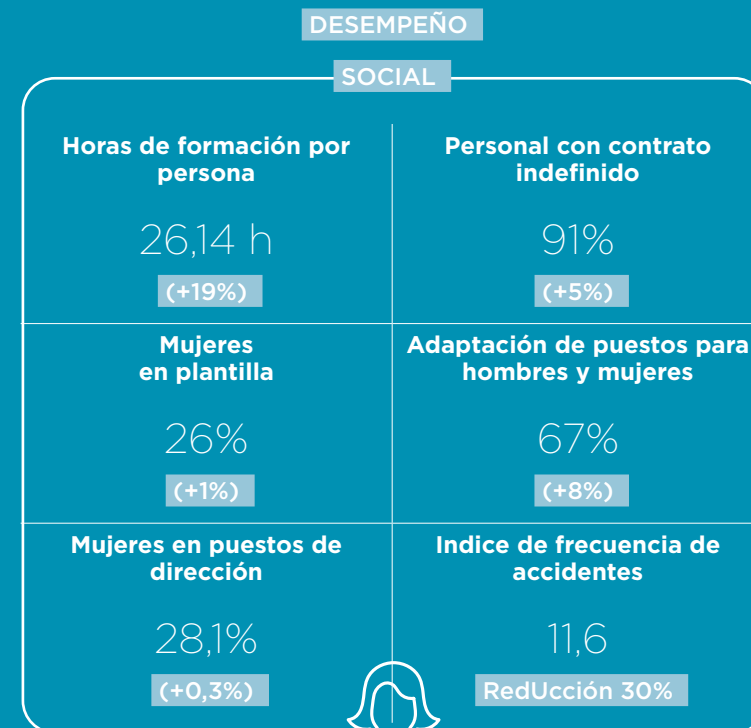 DESEMPEÑO
SOCIAL
Horas de formación por
persona
26,14 h
(+19%)
Personal con contrato
indefinido
91%
(+5%)
Mujeres
en plantilla
26%
(+1%)
Adaptación de puestos para
hombres y mujeres
67%
(+8%)
Mujeres en puestos de
dirección
28,1%
(+0,3%)
Indice de frecuencia de
accidentes
11,6
RedUcción 30%